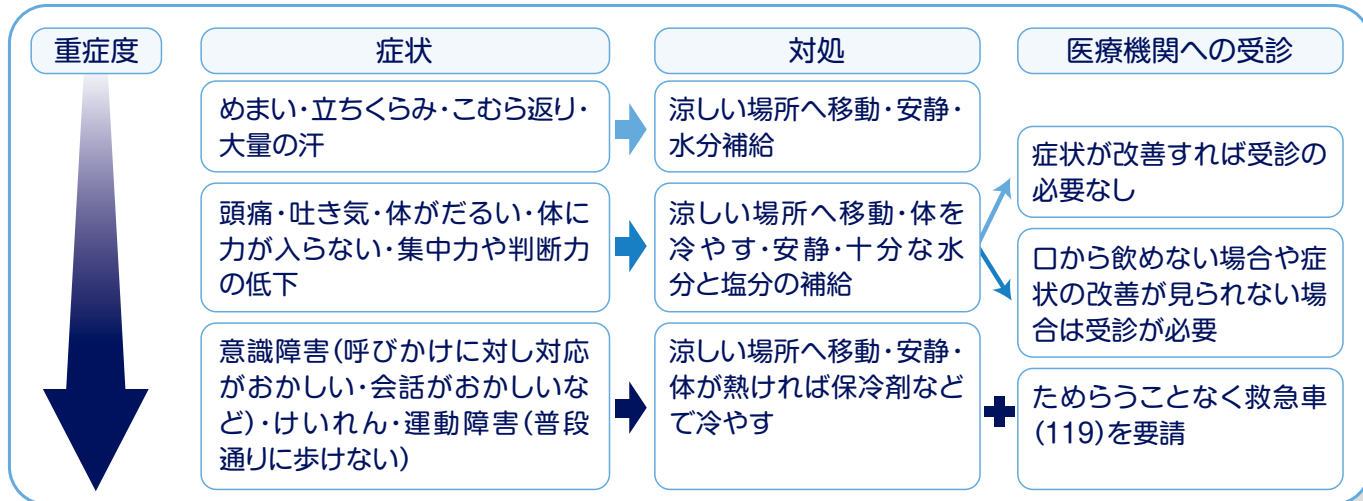 重症度
症状
対処
医療機関への受診
めまい・立ちくらみ・こむら返り・
大量の汗
涼しい場所へ移動・安静・
水分補給
症状が改善すれば受診の
必要なし
頭痛・吐き気・体がだるい・体に
力が入らない・集中力や判断力
の低下
涼しい場所へ移動・体を
冷やす・安静・十分な水
分と塩分の補給
口から飲めない場合や症
状の改善が見られない場
合は受診が必要
意識障害(呼びかけに対し対応
がおかしい・会話がおかしいな
ど)・けいれん・運動障害(普段
通りに歩けない)
涼しい場所へ移動・安静・
体が熱ければ保冷剤など
で冷やす
ためらうことなく救急車
(119)を要請